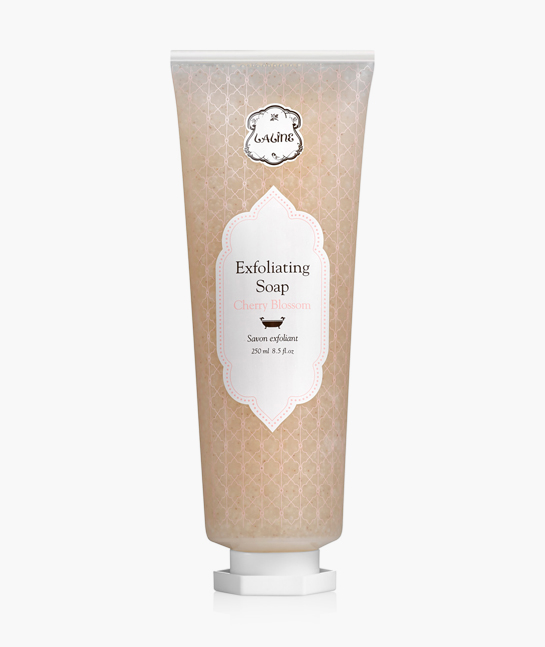 LALINE
Exfoliating
Soap
Cherry Blossom
Savon exfoliant
250 ml 8.5 fl.oz